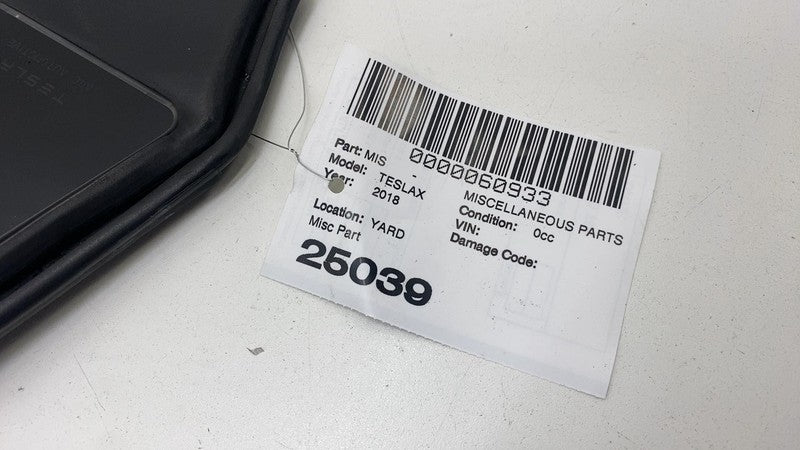 TESLA
0000060933
Part: MIS - MISCELLANEOUS PARTS
Model: TESLAX Condition: 0cc
Year: 2018 VIN:
Damage Code:
Location: YARD
Misc Part
25039